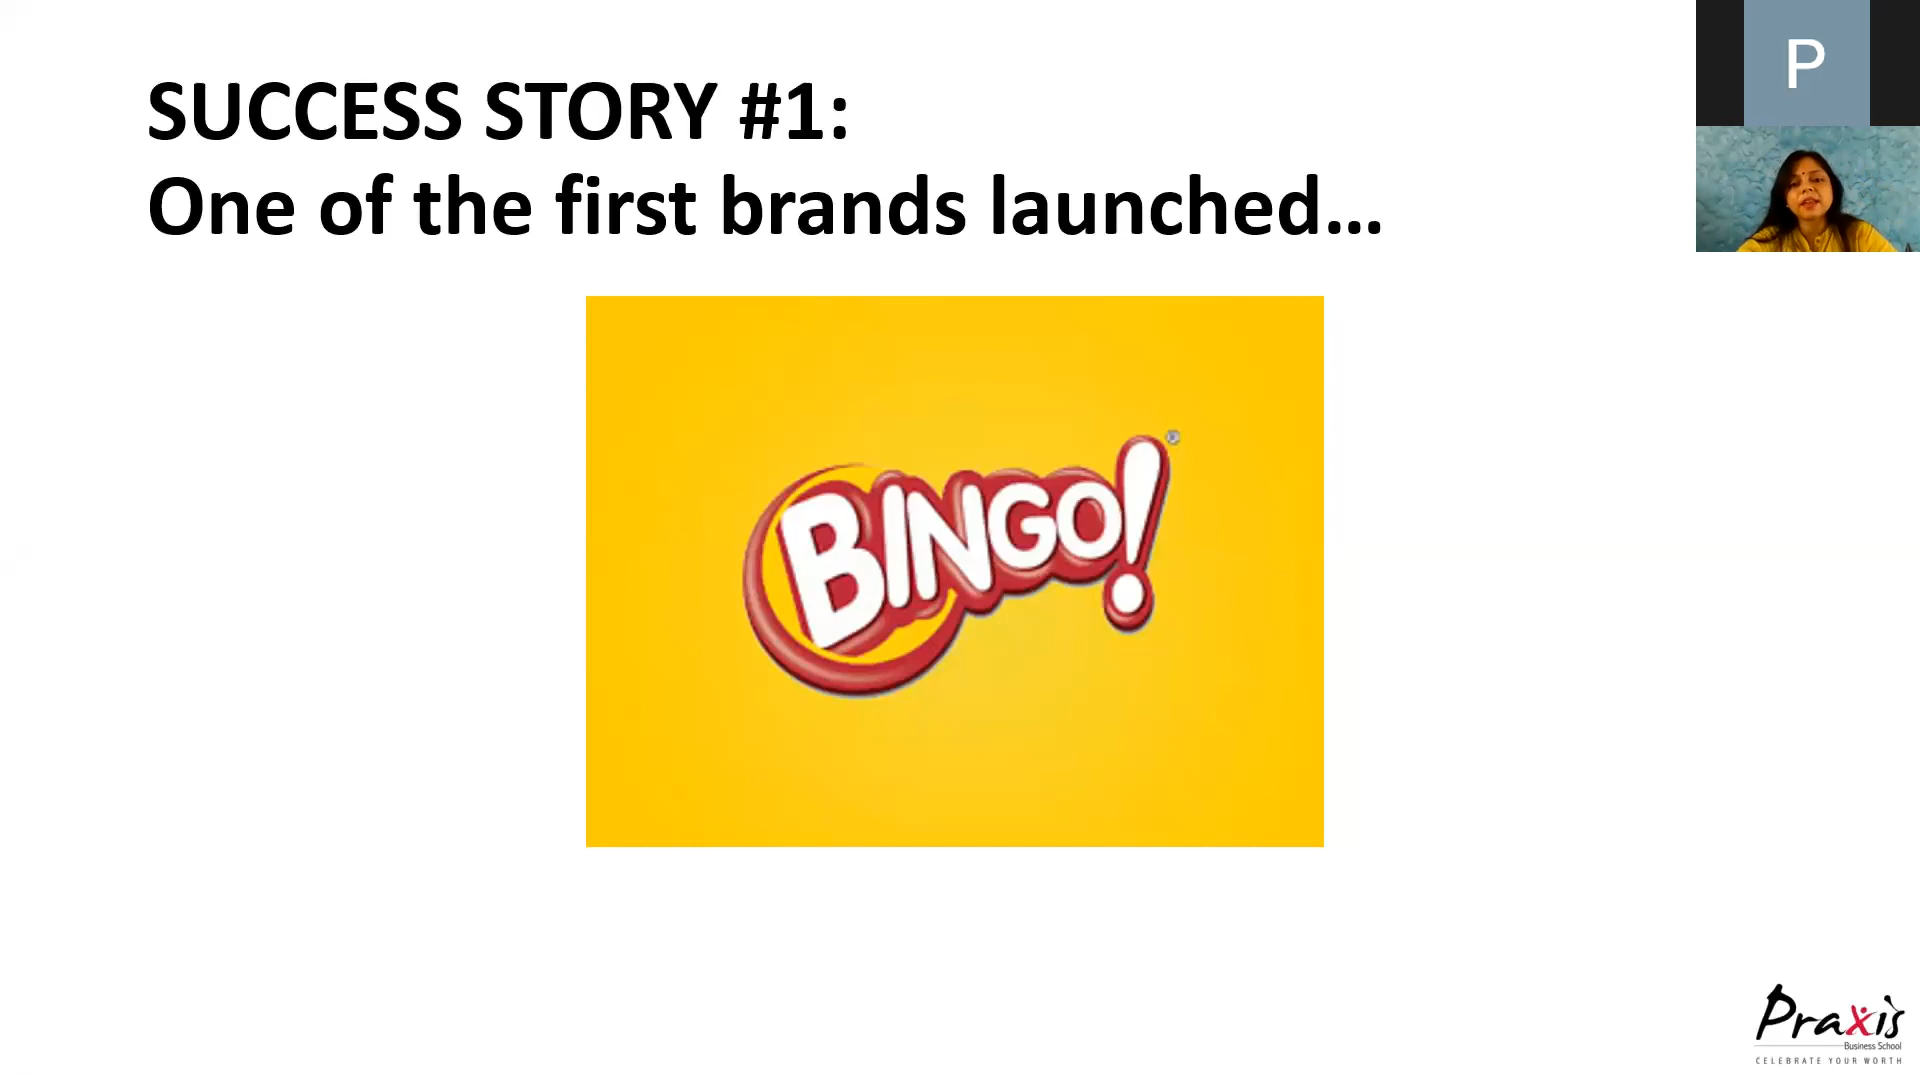 SUCCESS STORY #1:
One of the first brands launched...
P
BINGO!
®
Praxis
Business School
CELEBRATE YOUR WORTH